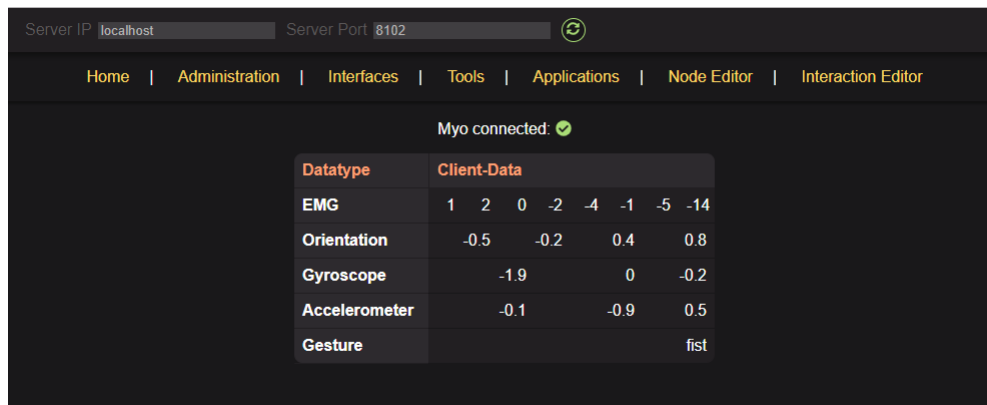 Server IP localhost Server Port 8102
Home | Administration | Interfaces | Tools | Applications | Node Editor | Interaction Editor
Myo connected:
Datatype Client-Data
EMG 1 2 0 -2 -4 -1 -5 -14
Orientation -0.5 -0.2 0.4 0.8
Gyroscope -1.9 0 -0.2
Accelerometer -0.1 -0.9 0.5
Gesture fist